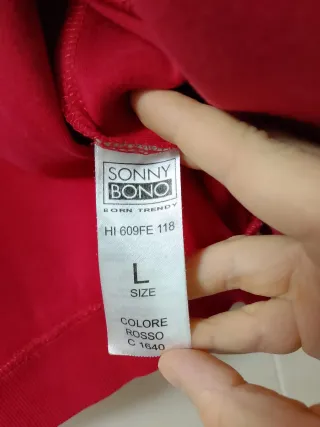 SONNY
BONO
BORN TRENDY
HI 609FE 118
L
SIZE
COLORE
ROSSO
C 1640